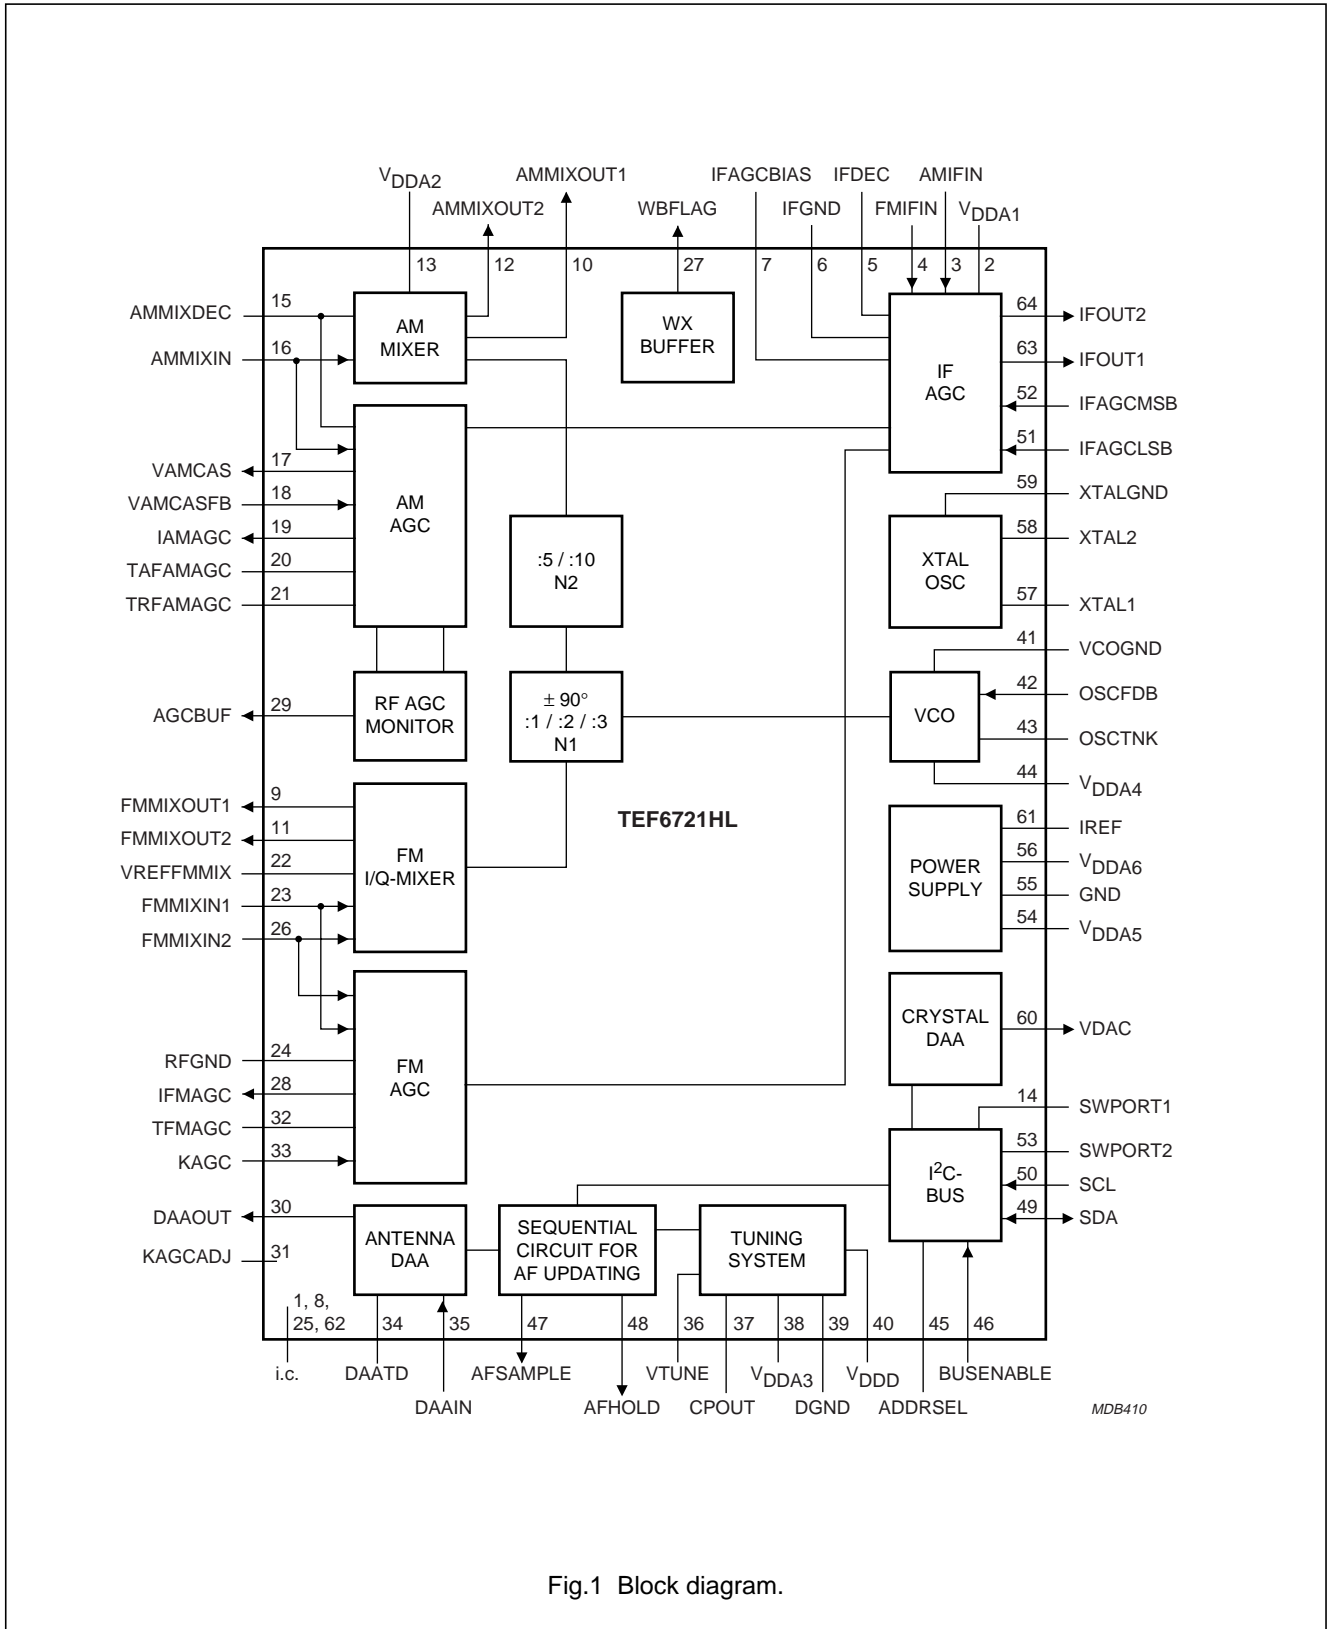 VDDA2
AMMIXOUT1
IFAGCBIAS
IFDEC
AMIFIN
AMMIXOUT2
WBFLAG
IFGND
FMIFIN
VDDA1
13
12
10
27
7
6
5
4
3
2
AMMIXDEC
15
AMMIXIN
16
AM
MIXER
WX
BUFFER
IF
AGC
64
IFOUT2
63
IFOUT1
52
IFAGCMSB
51
IFAGCLSB
VAMCAS
17
VAMCASFB
18
IAMAGC
19
TAFAMAGC
20
TRFAMAGC
21
AM
AGC
:5 / :10
N2
59
XTALGND
58
XTAL2
57
XTAL1
XTAL
OSC
AGCBUF
29
RF AGC
MONITOR
± 90°
:1 / :2 / :3
N1
VCO
41
VCOGND
42
OSCFDB
43
OSCTNK
44
VDDA4
FMMIXOUT1
9
FMMIXOUT2
11
VREFFMMIX
22
FMMIXIN1
23
FMMIXIN2
26
FM
I/Q-MIXER
TEF6721HL
POWER
SUPPLY
61
IREF
56
VDDA6
55
GND
54
VDDA5
RFGND
24
IFMAGC
28
TFMAGC
32
KAGC
33
FM
AGC
CRYSTAL
DAA
60
VDAC
14
SWPORT1
53
SWPORT2
50
SCL
49
SDA
I2C-
BUS
DAAOUT
30
KAGCADJ
31
ANTENNA
DAA
SEQUENTIAL
CIRCUIT FOR
AF UPDATING
TUNING
SYSTEM
1, 8,
25, 62
34
35
47
48
36
37
38
39
40
45
46
i.c.
DAATD
AFSAMPLE
VTUNE
VDDA3
VDDD
BUSENABLE
DAAIN
AFHOLD
CPOUT
DGND
ADDRSEL
MDB410
Fig.1 Block diagram.